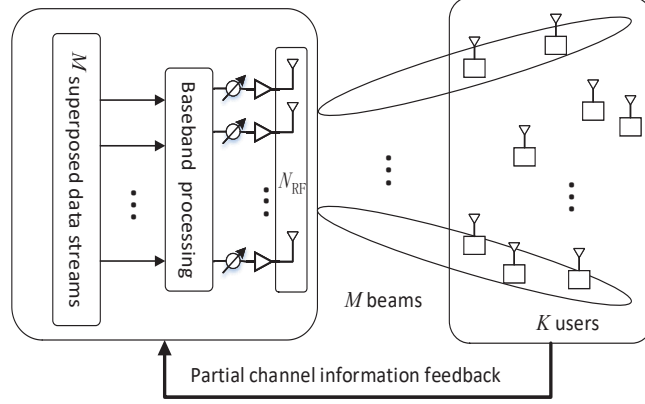 M superposed data streams
Baseband processing
N_RF
M beams
K users
Partial channel information feedback